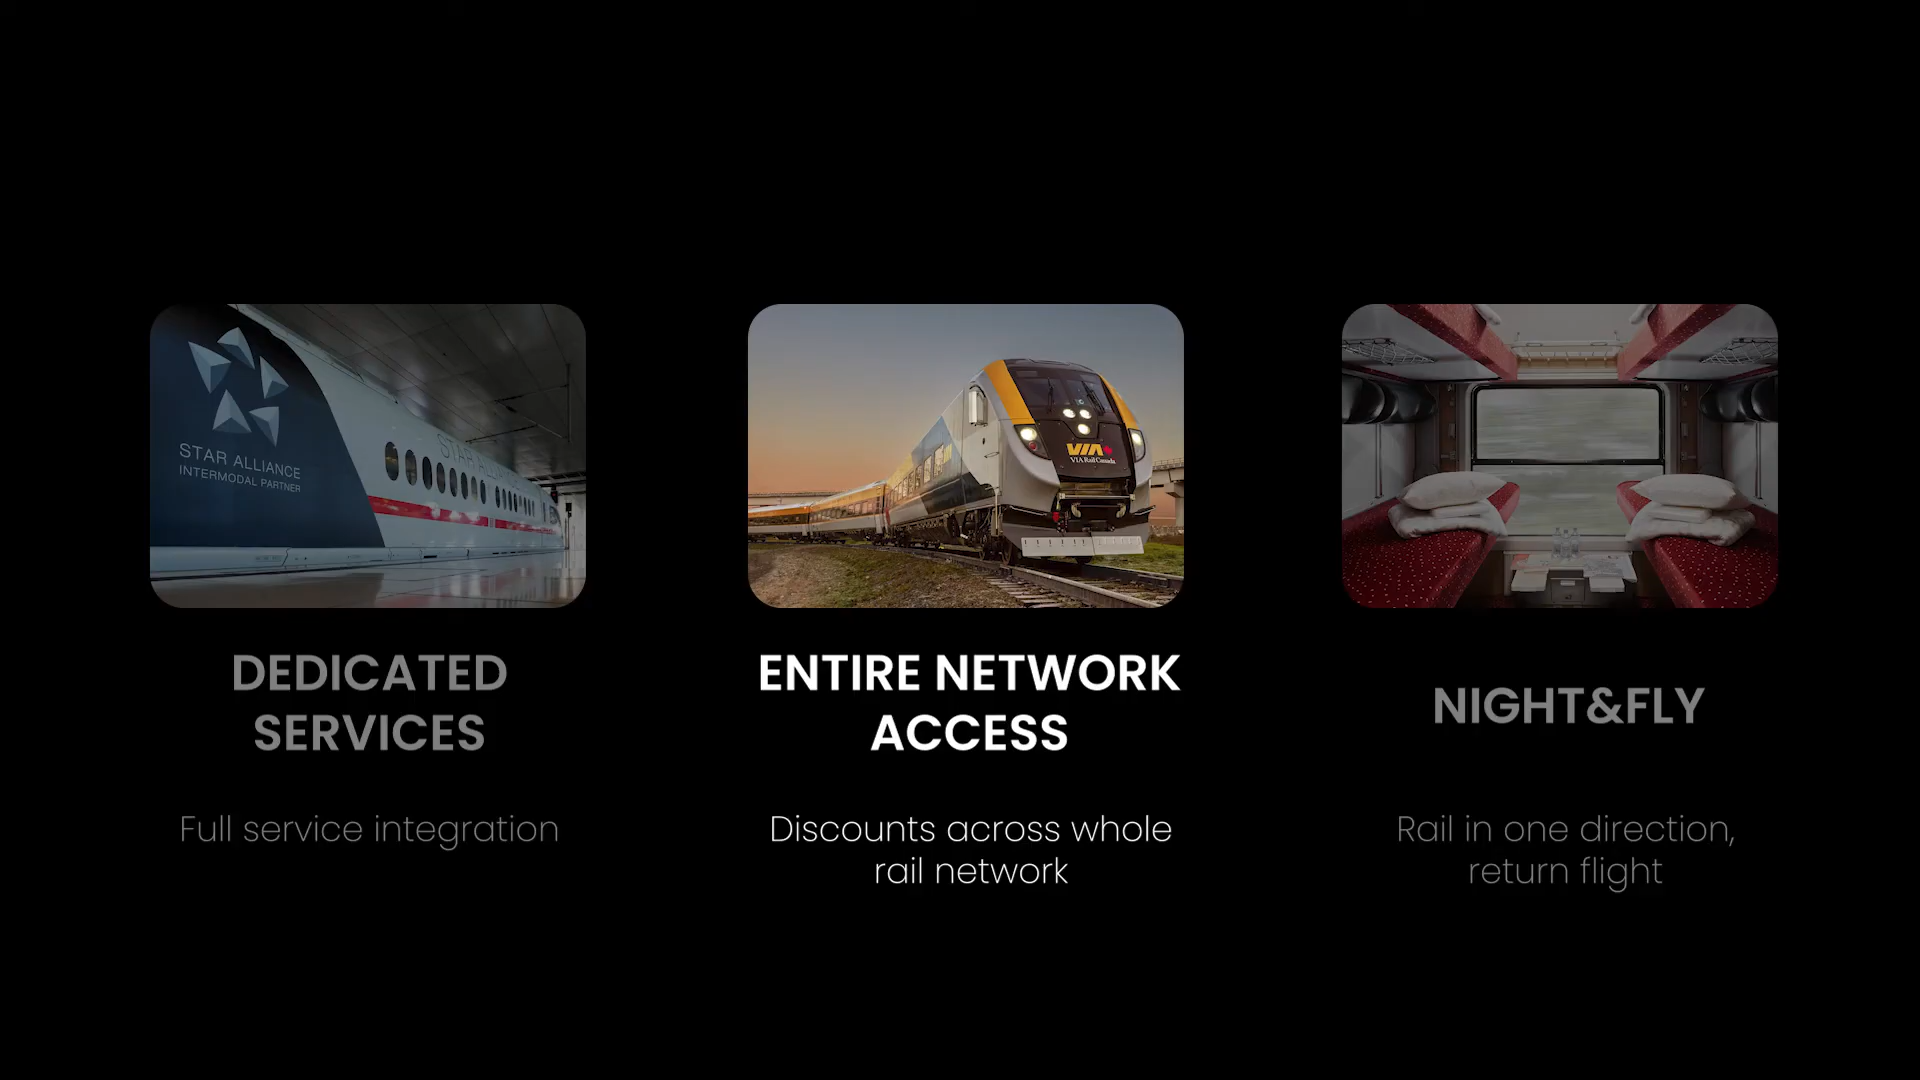 STAR ALLIANCE
INTERMODAL PARTNER
VIA
VIA Rail Canada
DEDICATED
SERVICES
Full service integration
ENTIRE NETWORK
ACCESS
Discounts across whole
rail network
NIGHT&FLY
Rail in one direction,
return flight